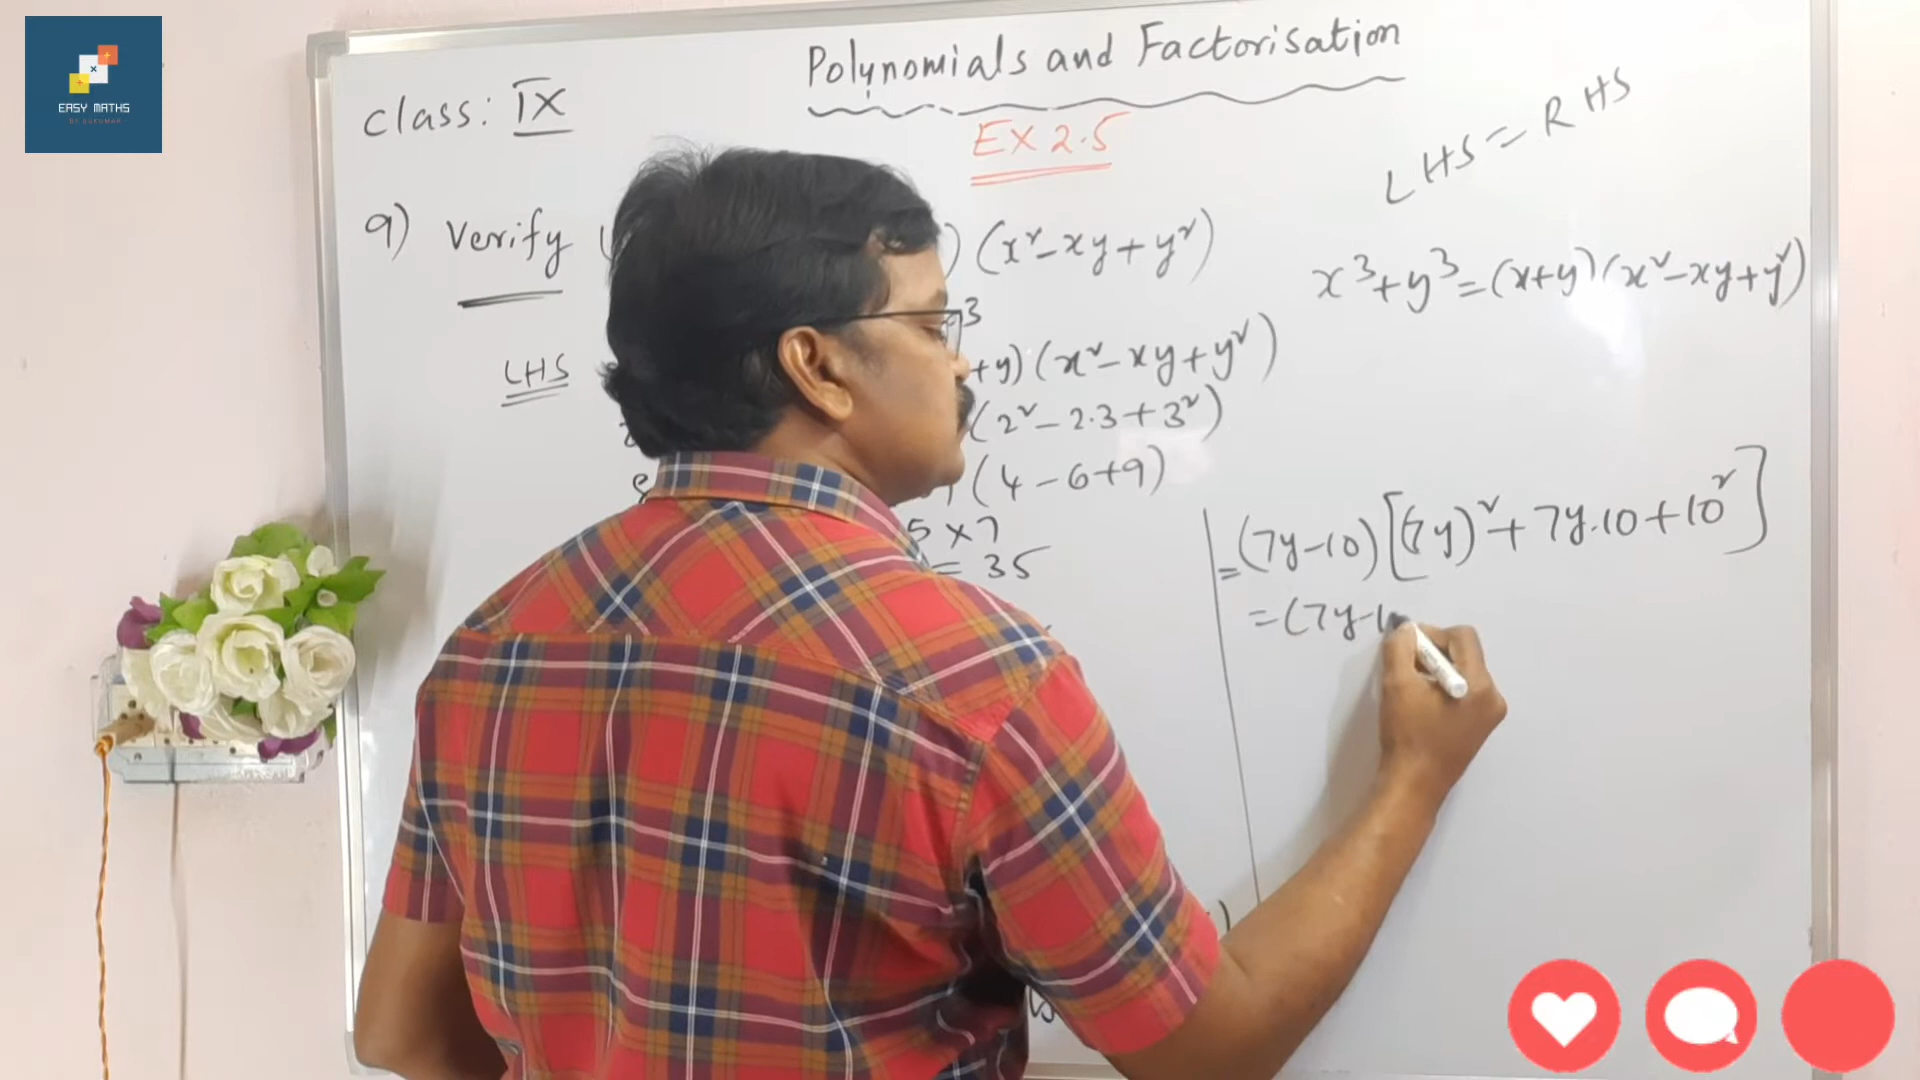 EASY MATHS
Polynomials and Factorisation
class: IX
EX 2.5
LHS = RHS
9) Verify ( ) (x² - xy + y²)
x³ + y³ = (x+y) (x² - xy + y²)
3
LHS
+ y) (x² - xy + y²)
(2² - 2·3 + 3²)
8 (4 - 6 + 9)
5 × 7
= 35
= (7y - 10) [(7y)² + 7y·10 + 10²]
= (7y - 1